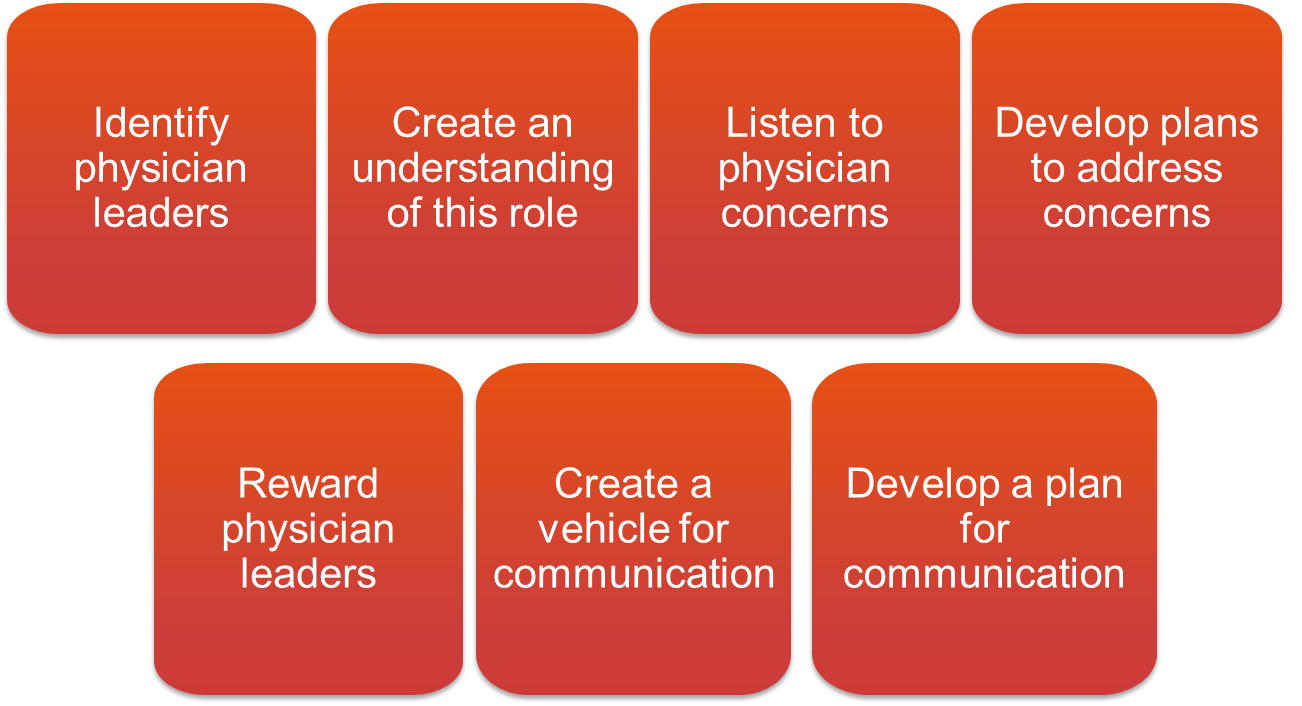 Identify
physician
leaders
Create an
understanding
of this role
Listen to
physician
concerns
Develop plans
to address
concerns
Reward
physician
leaders
Create a
vehicle for
communication
Develop a plan
for
communication